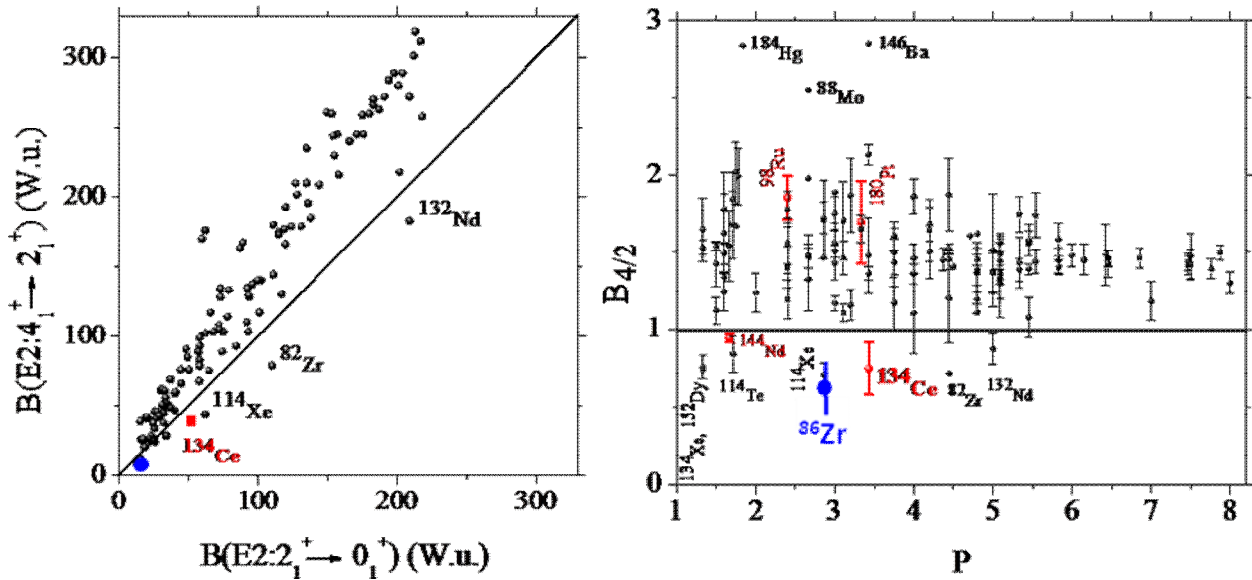 B(E2:4₁⁺→2₁⁺) (W.u.)
300
200
100
0
¹³²Nd
⁸²Zr
¹¹⁴Xe
¹³⁴Ce
0 100 200 300
B(E2:2₁⁺→0₁⁺) (W.u.)
B₄/₂
3
2
1
0
¹⁸⁴Hg
¹⁴⁶Ba
⁸⁸Mo
⁹⁸Ru
¹⁸⁰Pt
¹⁴⁴Nd
¹³⁴Xe, ¹⁵²Dy
¹¹⁴Te
¹¹⁴Xe
⁸⁶Zr
¹³⁴Ce
⁸²Zr
¹³²Nd
1 2 3 4 5 6 7 8
P